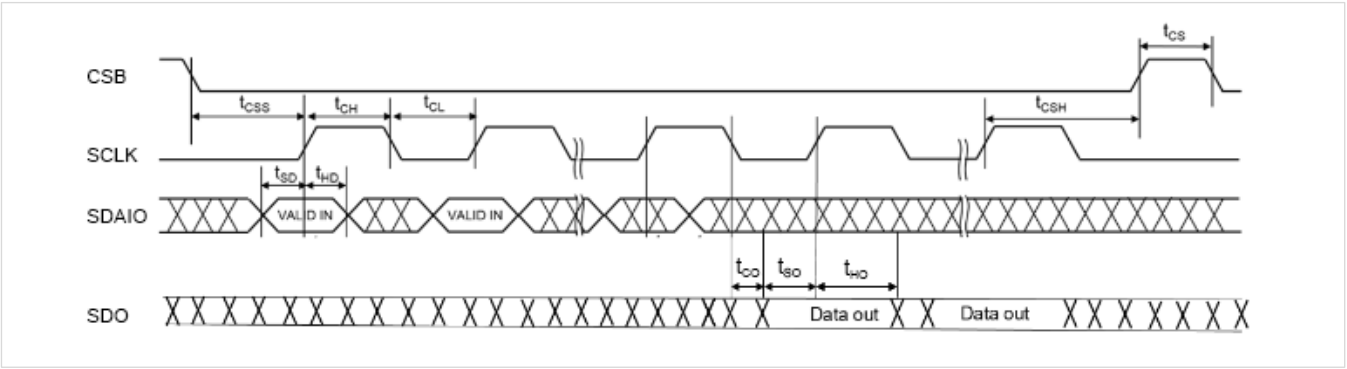 tCS
CSB
tCSS tCH tCL tCSH
SCLK
tSD tHD
SDAIO VALID IN VALID IN
tCO tSO tHO
SDO Data out Data out